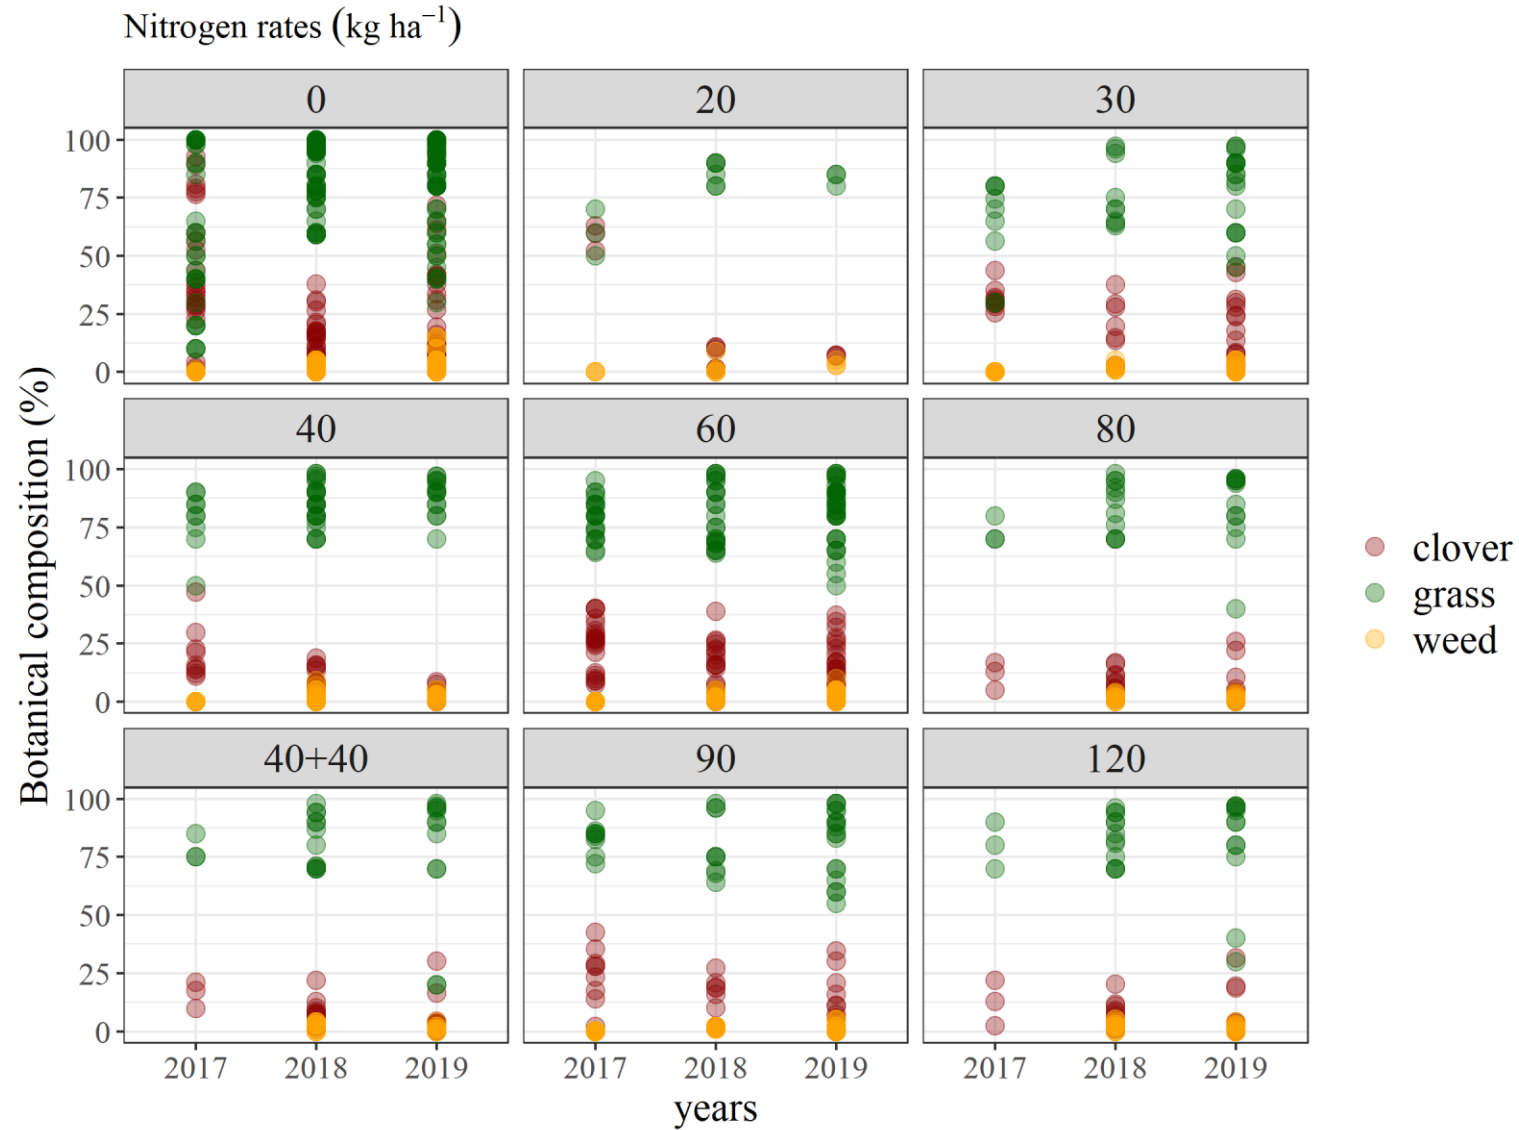 Nitrogen rates (kg ha⁻¹)
0 20 30
100
75
50
25
0
40 60 80
100
75
50
25
0
40+40 90 120
100
75
50
25
0
2017 2018 2019 2017 2018 2019 2017 2018 2019
years
Botanical composition (%)
clover
grass
weed